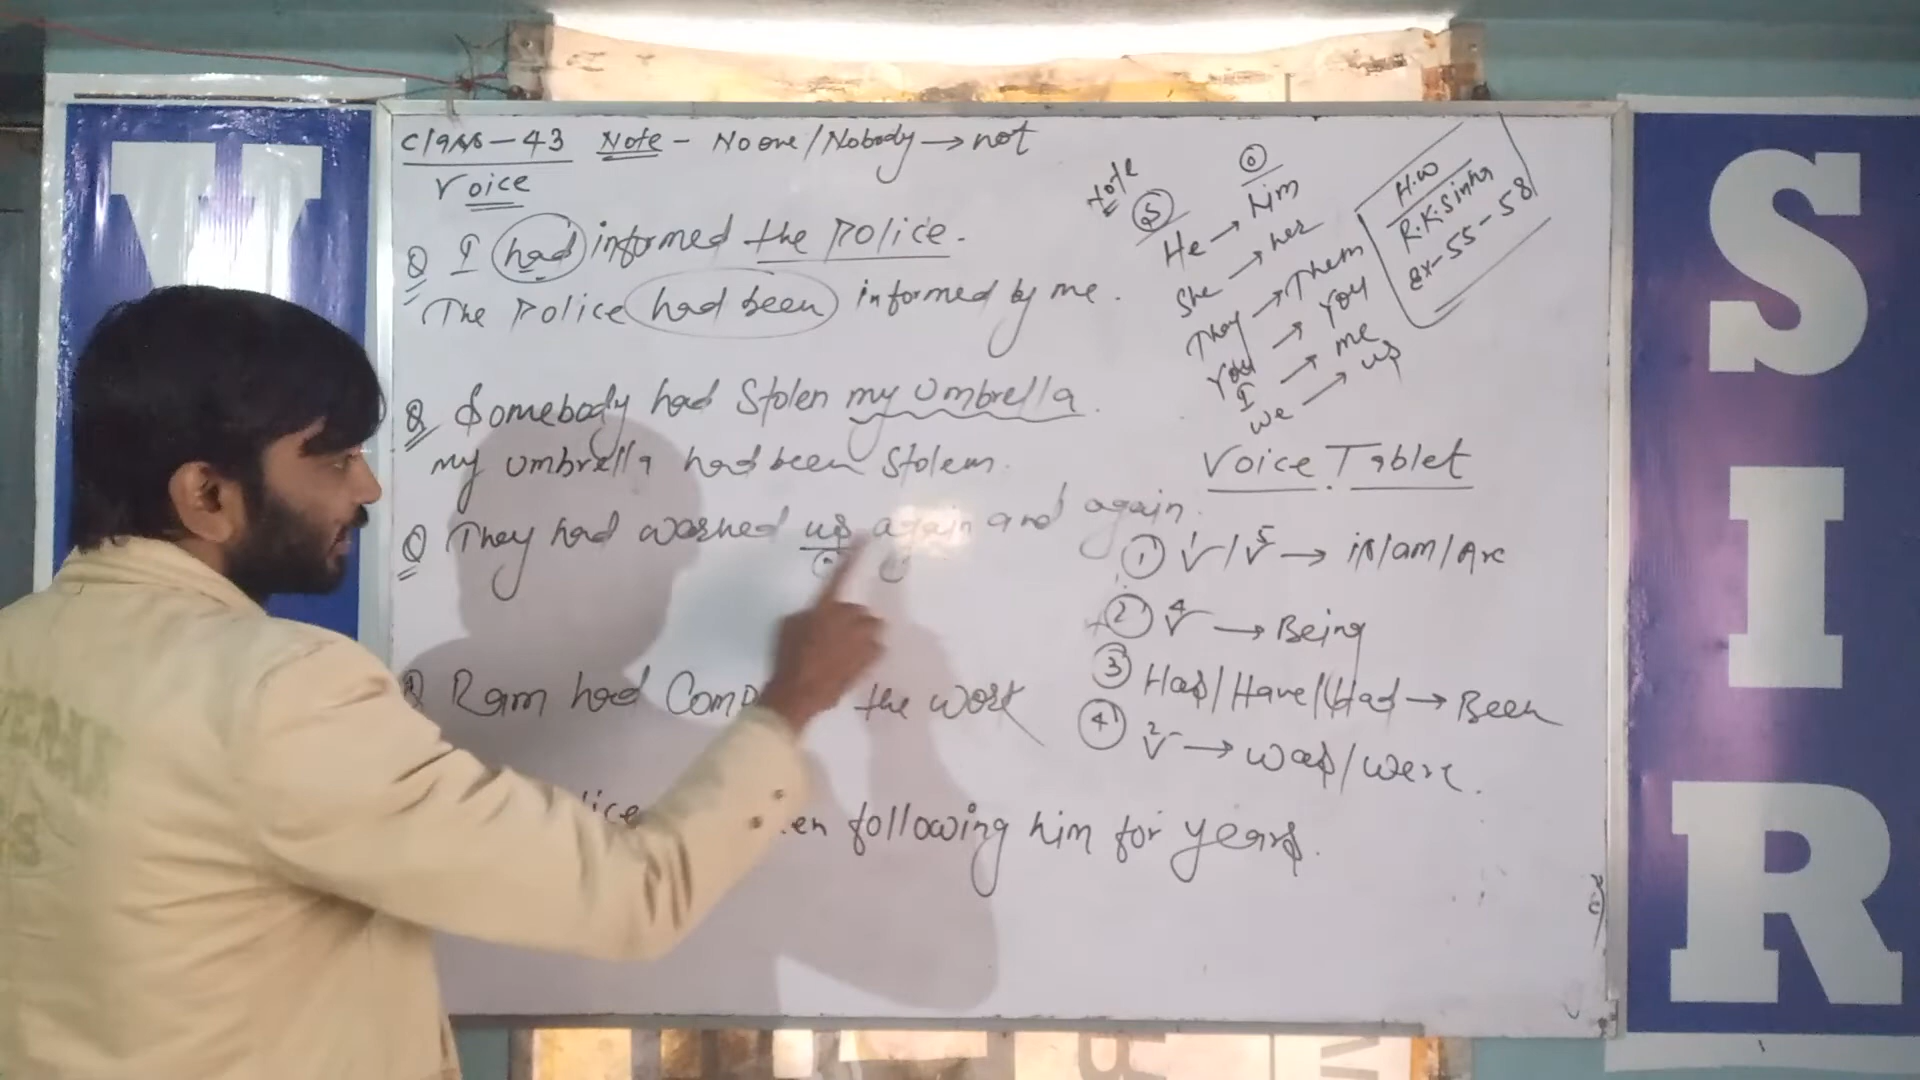 Class-43 Note - No one/Nobody → not
Voice
Q I had informed the Police.
The Police had been informed by me.
Q Somebody had Stolen my Umbrella.
my Umbrella had been Stolen.
Q They had warned us again and again.
Q Ram had the work
following him for years.
Note
S O
He → him
She → her
They → Them
You → You
I → me
we → us
H.W
R.K.Sinha
Ex-55-58
Voice Tablet
① V1/V5 → is/am/Are
② V4 → Being
③ Has/Have/Had → Been
④ V2 → was/were.
SIR